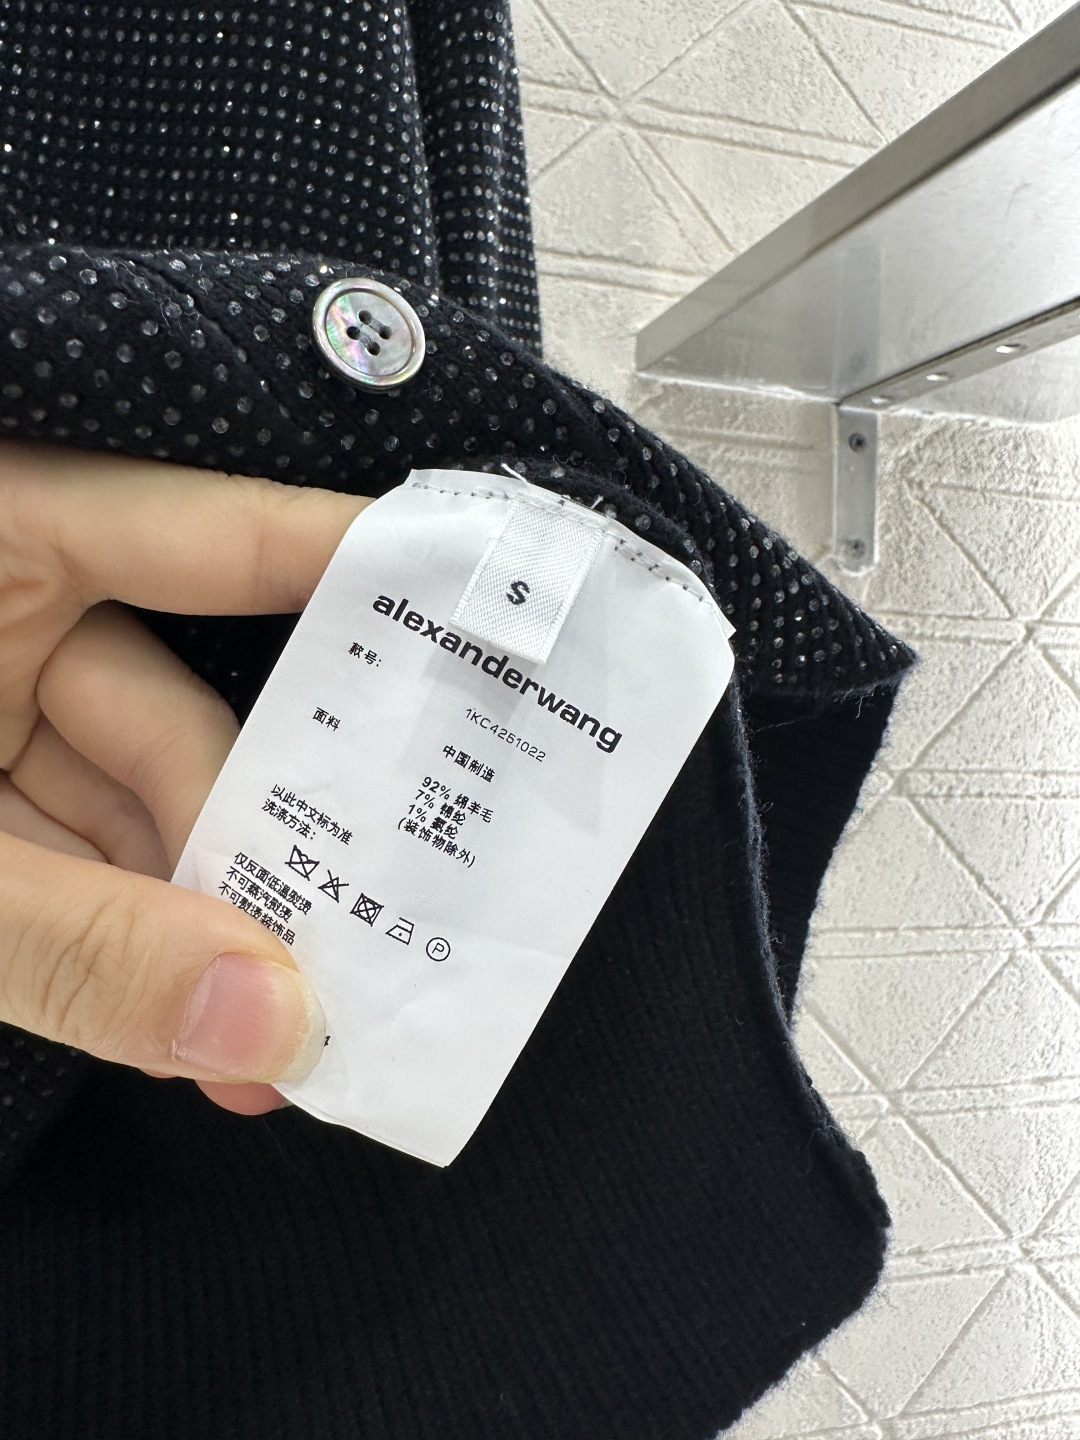 S
alexanderwang
款号:
1KC4251022
面料
中国制造
92% 绵羊毛
7% 锦纶
1% 氨纶
(装饰物除外)
以此中文标为准
洗涤方法:
P
仅反面低温熨烫
不可蒸汽熨烫
不可熨烫装饰品